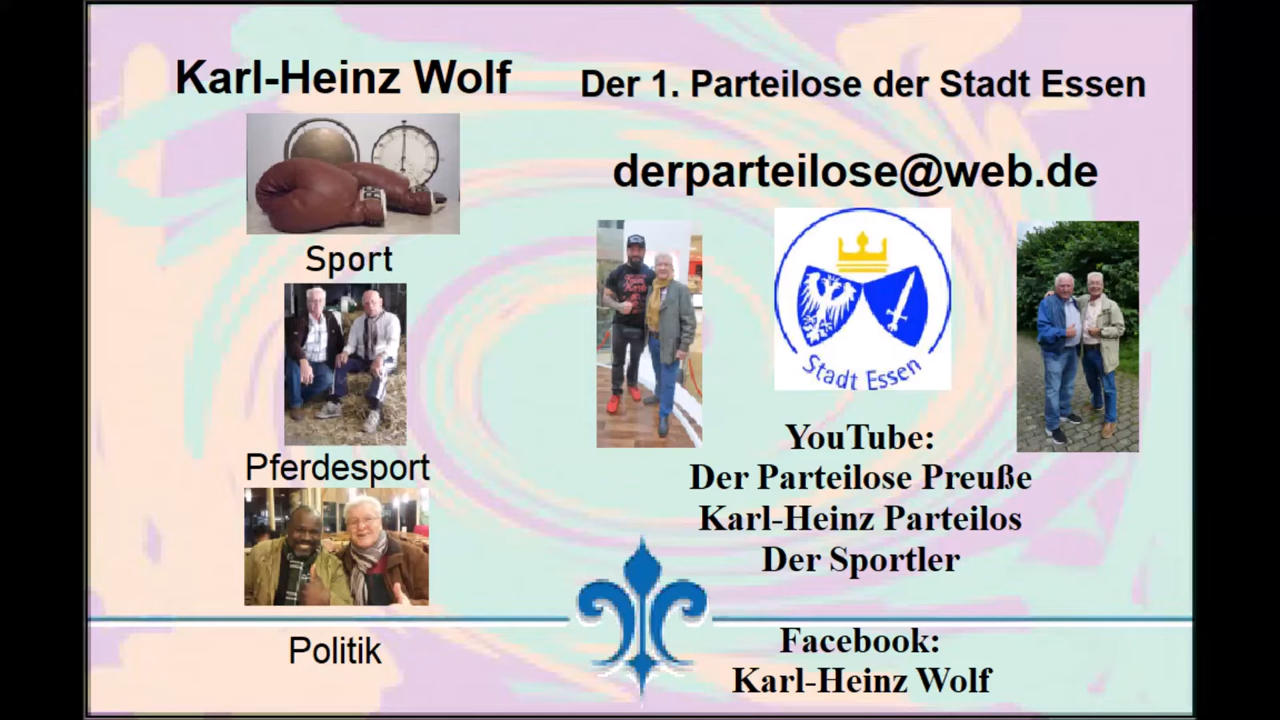 Karl-Heinz Wolf
Der 1. Parteilose der Stadt Essen
derparteilose@web.de
Sport
Pferdesport
Politik
Stadt Essen
YouTube:
Der Parteilose Preuße
Karl-Heinz Parteilos
Der Sportler
Facebook:
Karl-Heinz Wolf